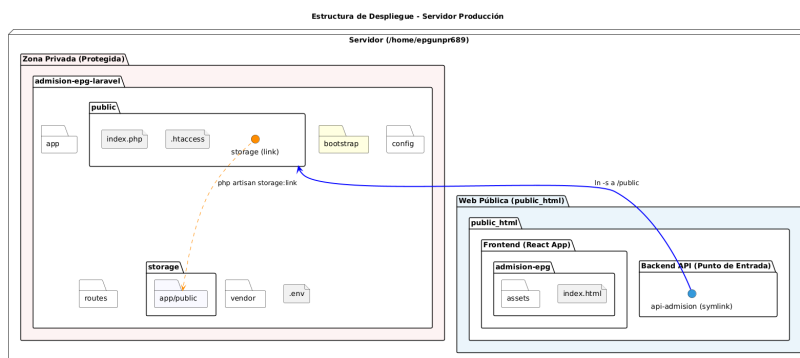 Estructura de Despliegue - Servidor Producción
Servidor (/home/epgunpr689)
Zona Privada (Protegida)
admision-epg-laravel
public
app
index.php
.htaccess
storage (link)
bootstrap
config
php artisan storage:link
ln -s a /public
storage
routes
app/public
vendor
.env
Web Pública (public_html)
public_html
Frontend (React App)
admision-epg
assets
index.html
Backend API (Punto de Entrada)
api-admision (symlink)